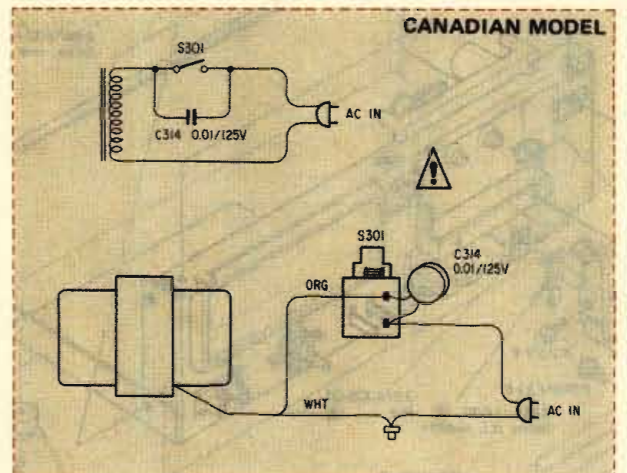 CANADIAN MODEL
S301
C314 0.01/125V
AC IN
S301
C314
0.01/125V
ORG
WHT
AC IN